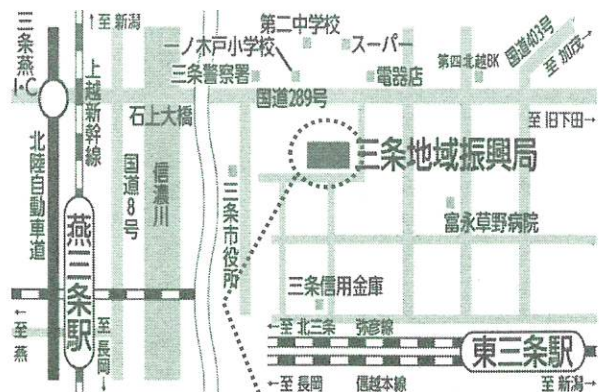 三条燕
I・C
↑至 新潟
上越新幹線
北陸自動車道
国道8号
石上大橋
信濃川
燕三条駅
←至 燕
至 長岡→
第二中学校
一ノ木戸小学校
スーパー
三条警察署
電器店
第四北越BK
国道403号
至 加茂→
国道289号
至 旧下田→
三条地域振興局
三条市役所
富永草野病院
三条信用金庫
←至 北三条 弥彦線
東三条駅
←至 長岡 信越本線
至 新潟→